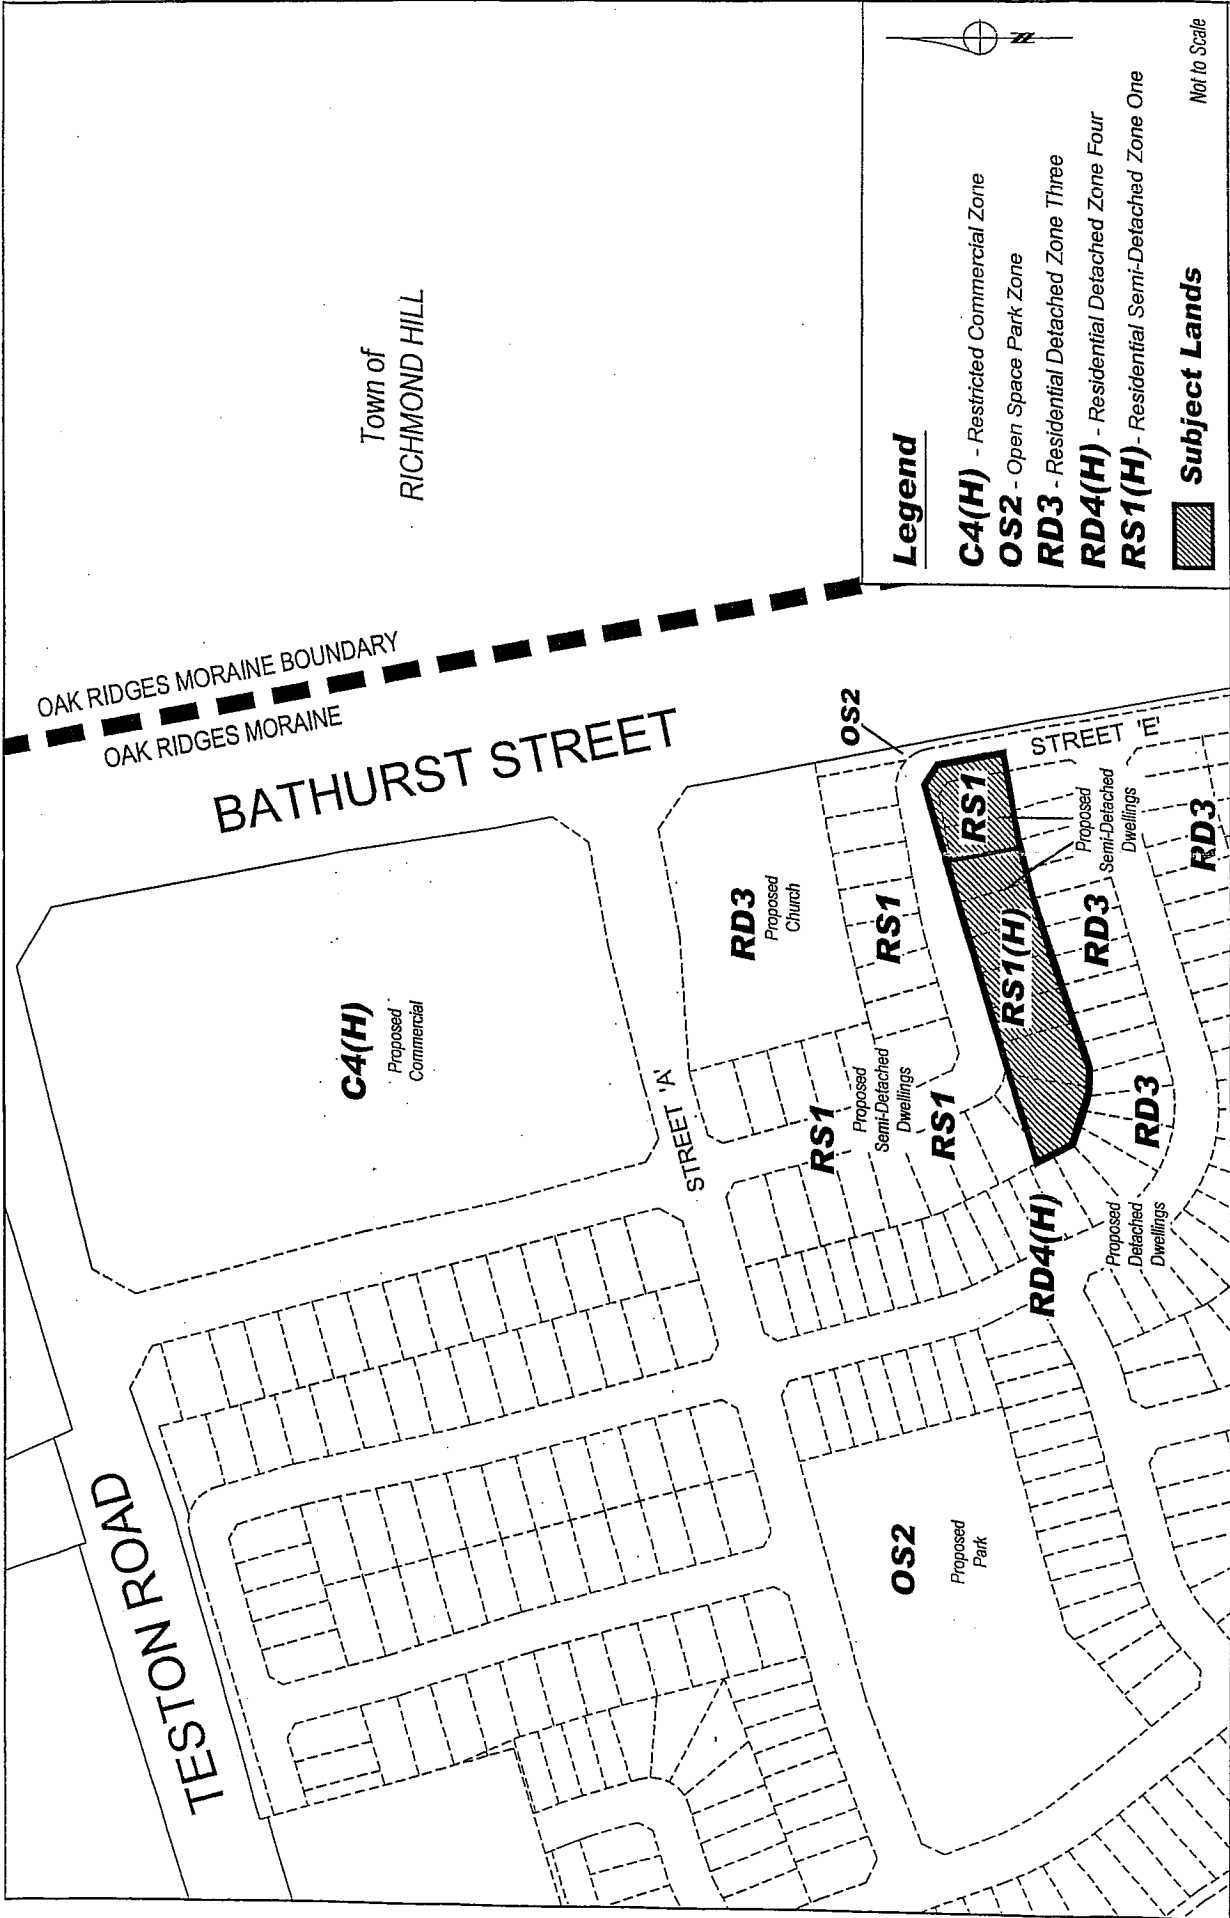 Town of
RICHMOND HILL
OAK RIDGES MORAINE BOUNDARY
OAK RIDGES MORAINE
BATHURST STREET
TESTON ROAD
C4(H)
Proposed
Commercial
STREET 'A'
RD3
Proposed
Church
OS2
STREET 'E'
RS1
RS1
RS1(H)
RS1
Proposed
Semi-Detached
Dwellings
RS1
Proposed
Semi-Detached
Dwellings
RD3
RD3
RD3
RD4(H)
Proposed
Detached
Dwellings
OS2
Proposed
Park
Legend
C4(H) - Restricted Commercial Zone
OS2 - Open Space Park Zone
RD3 - Residential Detached Zone Three
RD4(H) - Residential Detached Zone Four
RS1(H) - Residential Semi-Detached Zone One
Subject Lands
N
Not to Scale